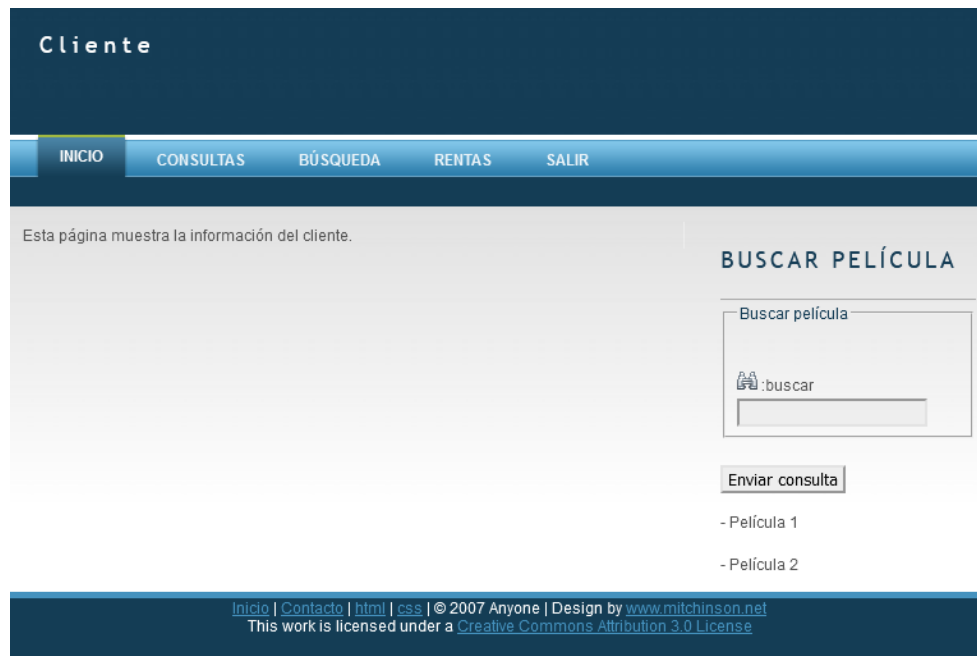 Cliente
INICIO CONSULTAS BÚSQUEDA RENTAS SALIR
Esta página muestra la información del cliente.
BUSCAR PELÍCULA
Buscar película
:buscar
Enviar consulta
- Película 1
- Película 2
Inicio | Contacto | html | css | © 2007 Anyone | Design by www.mitchinson.net
This work is licensed under a Creative Commons Attribution 3.0 License